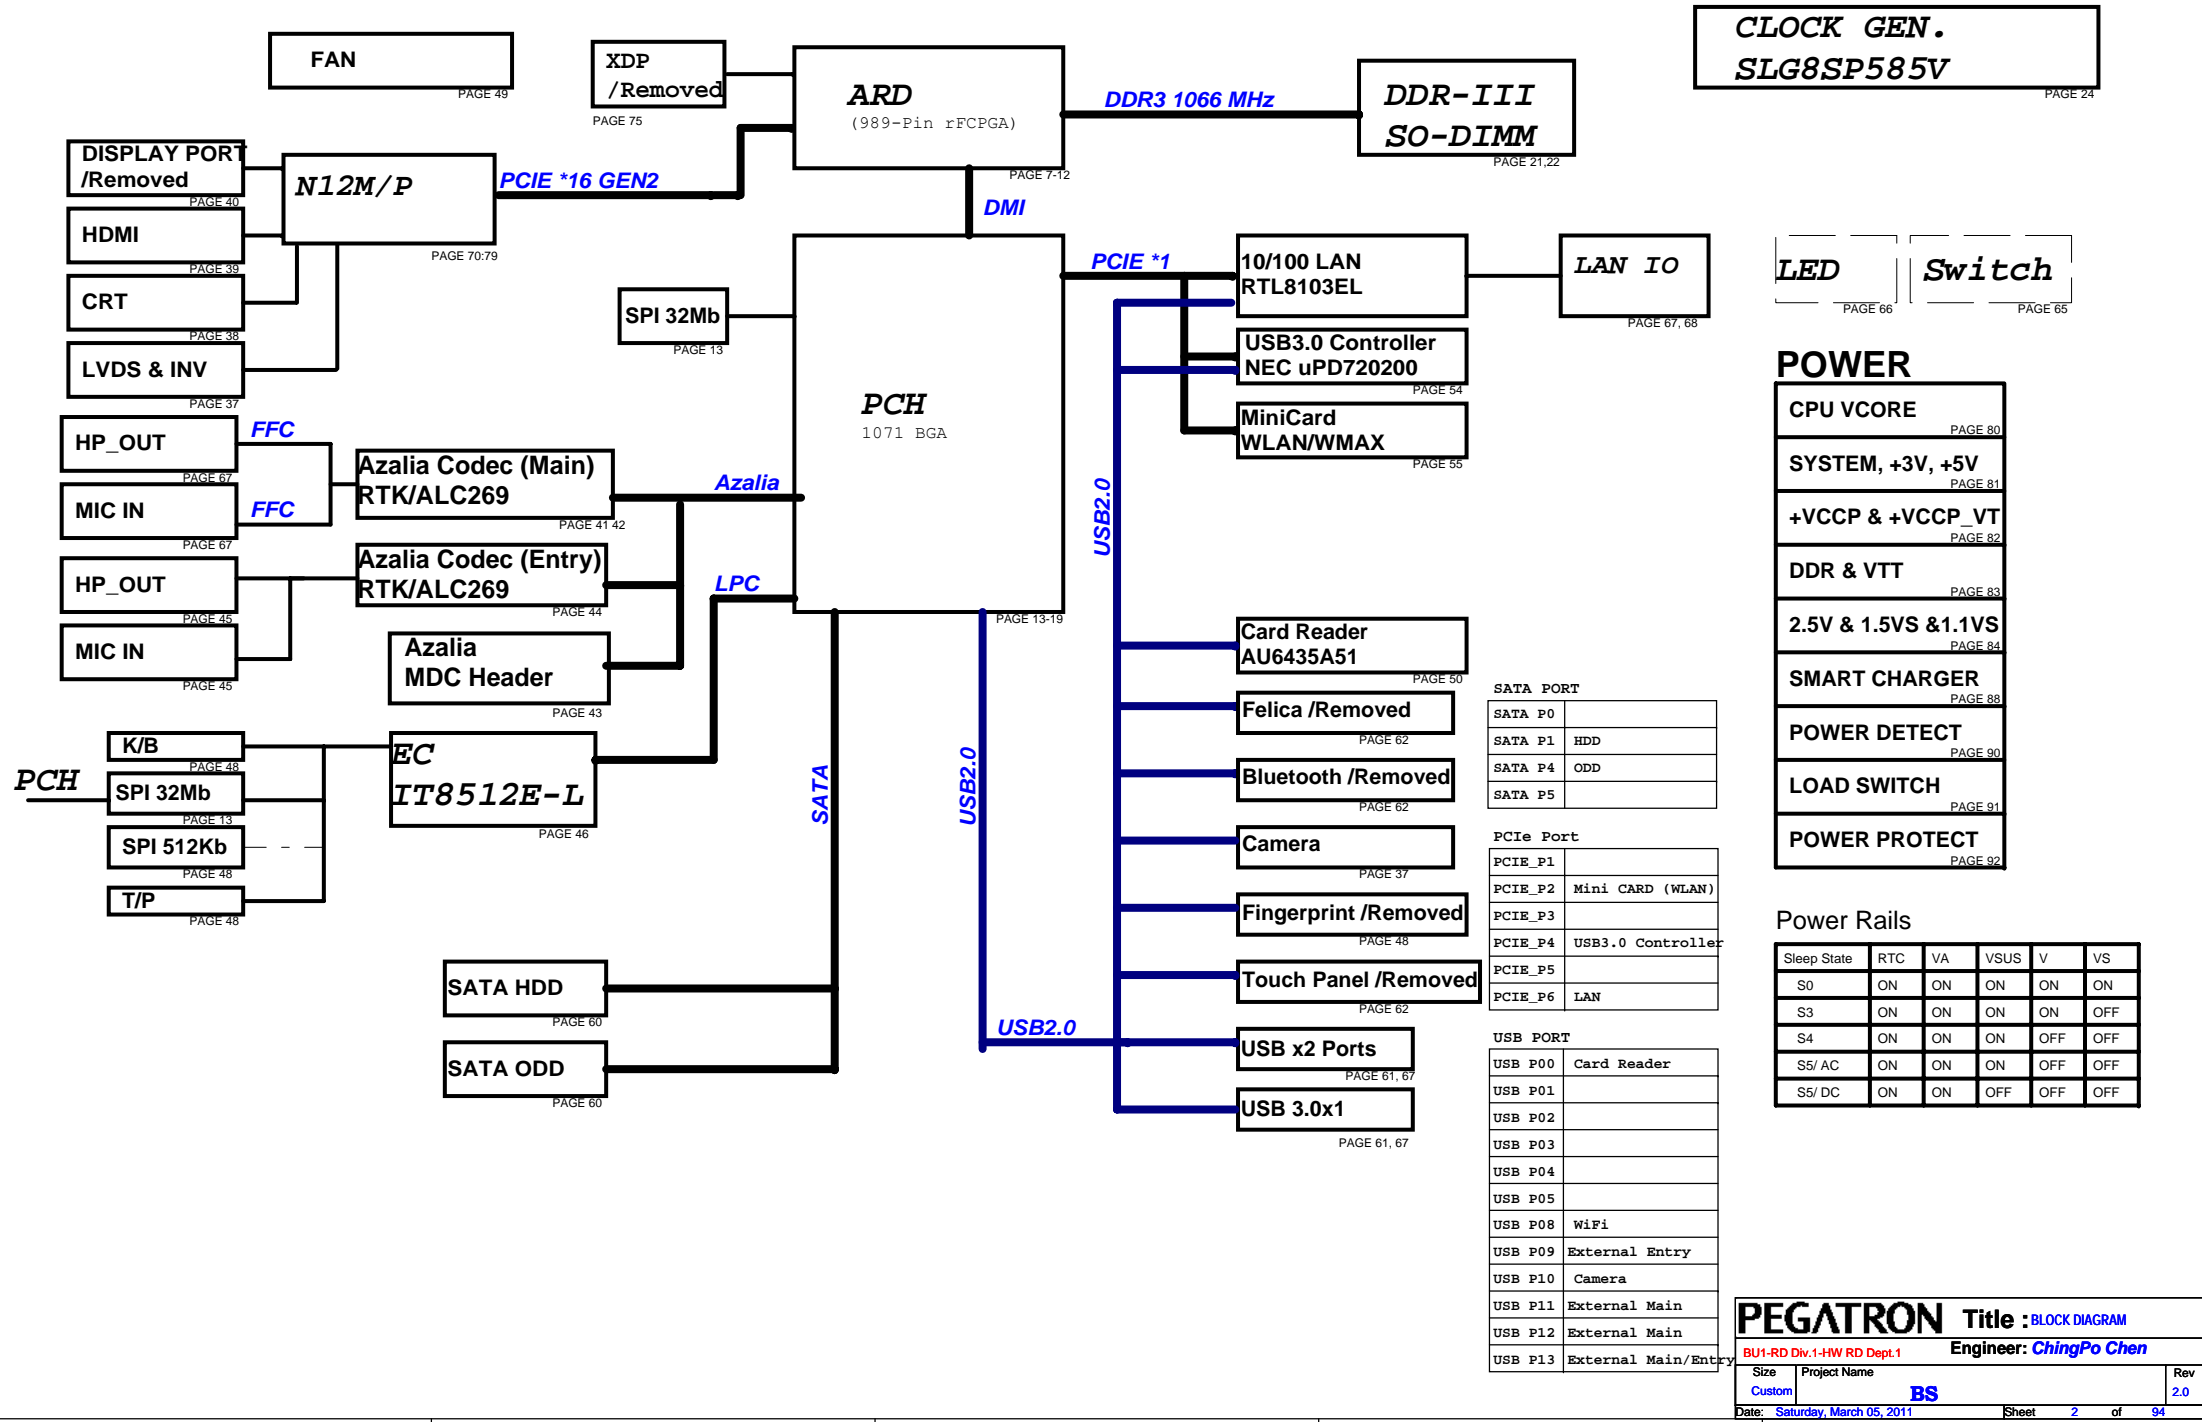 FAN
PAGE 49
XDP
/Removed
PAGE 75
ARD
(989-Pin rFCPGA)
PAGE 7-12
DDR3 1066 MHz
DDR-III
SO-DIMM
PAGE 21,22
CLOCK GEN.
SLG8SP585V
PAGE 24
DISPLAY PORT
/Removed
PAGE 40
HDMI
PAGE 39
CRT
PAGE 38
LVDS & INV
PAGE 37
N12M/P
PAGE 70:79
PCIE *16 GEN2
DMI
SPI 32Mb
PAGE 13
PCH
1071 BGA
PAGE 13-19
PCIE *1
10/100 LAN
RTL8103EL
LAN IO
PAGE 67, 68
USB3.0 Controller
NEC uPD720200
PAGE 54
MiniCard
WLAN/WMAX
PAGE 55
LED
PAGE 66
Switch
PAGE 65
HP_OUT
PAGE 67
FFC
MIC IN
PAGE 67
FFC
Azalia Codec (Main)
RTK/ALC269
PAGE 41 42
Azalia
HP_OUT
PAGE 45
MIC IN
PAGE 45
Azalia Codec (Entry)
RTK/ALC269
PAGE 44
Azalia
MDC Header
PAGE 43
LPC
K/B
PAGE 48
PCH
SPI 32Mb
PAGE 13
SPI 512Kb
PAGE 48
T/P
PAGE 48
EC
IT8512E-L
PAGE 46
SATA
USB2.0
USB2.0
USB2.0
SATA HDD
PAGE 60
SATA ODD
PAGE 60
Card Reader
AU6435A51
PAGE 50
Felica /Removed
PAGE 62
Bluetooth /Removed
PAGE 62
Camera
PAGE 37
Fingerprint /Removed
PAGE 48
Touch Panel /Removed
PAGE 62
USB x2 Ports
PAGE 61, 67
USB 3.0x1
PAGE 61, 67
SATA PORT
SATA P0
SATA P1 HDD
SATA P4 ODD
SATA P5
PCIe Port
PCIE_P1
PCIE_P2 Mini CARD (WLAN)
PCIE_P3
PCIE_P4 USB3.0 Controller
PCIE_P5
PCIE_P6 LAN
USB PORT
USB P00 Card Reader
USB P01
USB P02
USB P03
USB P04
USB P05
USB P08 WiFi
USB P09 External Entry
USB P10 Camera
USB P11 External Main
USB P12 External Main
USB P13 External Main/Entry
POWER
CPU VCORE
PAGE 80
SYSTEM, +3V, +5V
PAGE 81
+VCCP & +VCCP_VT
PAGE 82
DDR & VTT
PAGE 83
2.5V & 1.5VS &1.1VS
PAGE 84
SMART CHARGER
PAGE 88
POWER DETECT
PAGE 90
LOAD SWITCH
PAGE 91
POWER PROTECT
PAGE 92
Power Rails
Sleep State RTC VA VSUS V VS
S0 ON ON ON ON ON
S3 ON ON ON ON OFF
S4 ON ON ON OFF OFF
S5/ AC ON ON ON OFF OFF
S5/ DC ON ON OFF OFF OFF
PEGATRON Title : BLOCK DIAGRAM
BU1-RD Div.1-HW RD Dept.1 Engineer: ChingPo Chen
Size Project Name Rev
Custom BS 2.0
Date: Saturday, March 05, 2011 Sheet 2 of 94